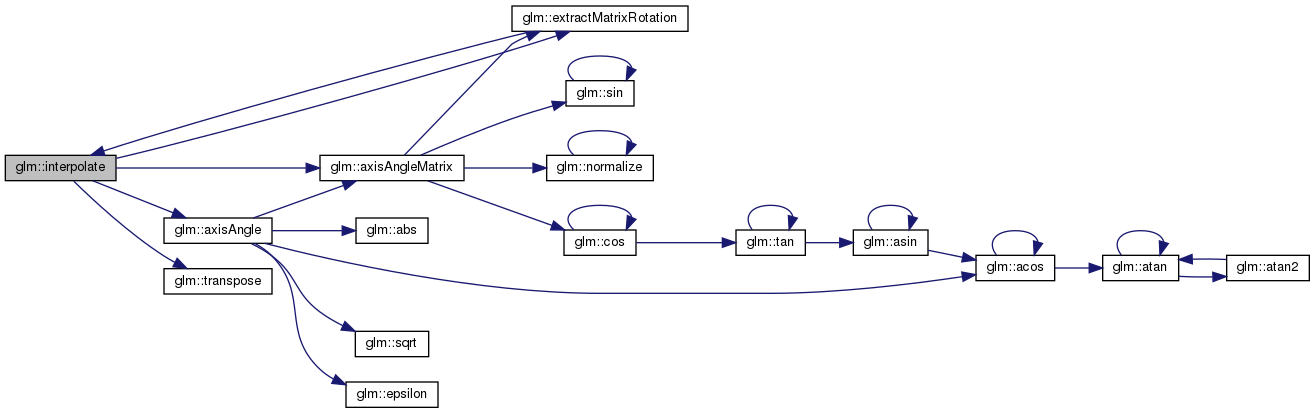 glm::extractMatrixRotation
glm::sin
glm::interpolate
glm::axisAngleMatrix
glm::normalize
glm::axisAngle
glm::abs
glm::cos
glm::tan
glm::asin
glm::acos
glm::atan
glm::atan2
glm::transpose
glm::sqrt
glm::epsilon